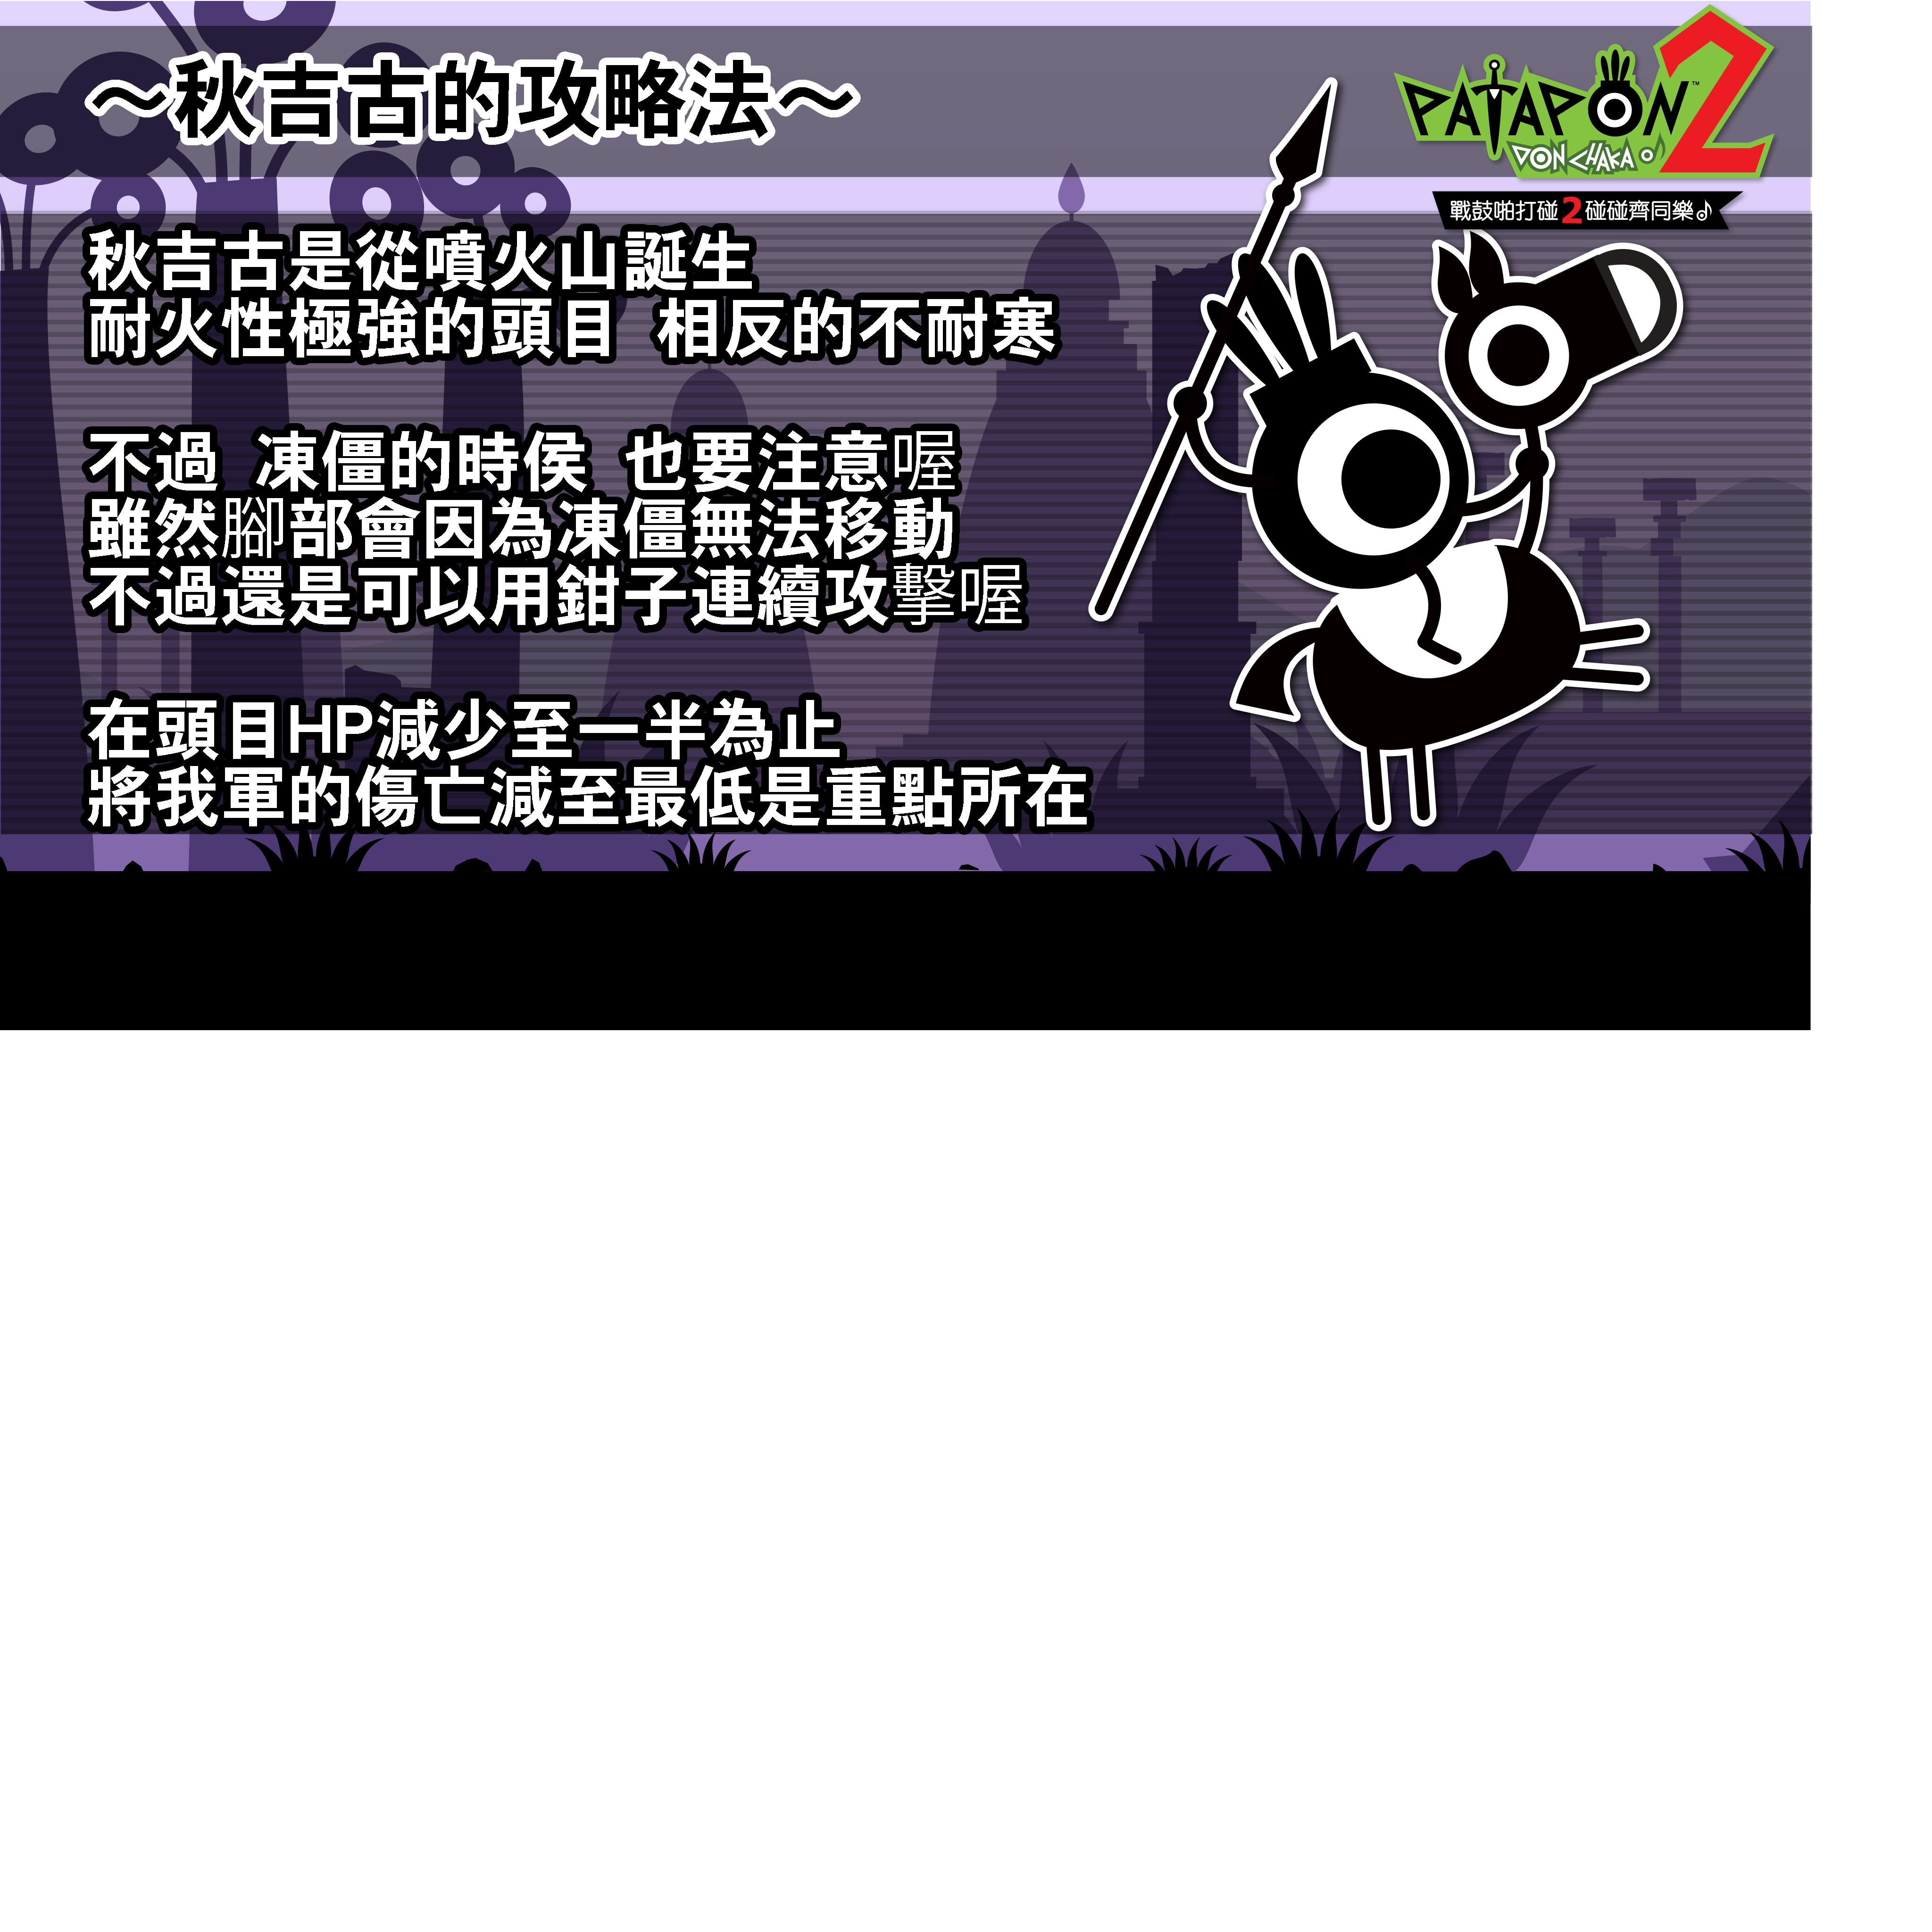 ～秋吉古的攻略法～
PATAPON 2™
DON CHAKA♪
戰鼓啪打碰2碰碰齊同樂♪
秋吉古是從噴火山誕生
耐火性極強的頭目 相反的不耐寒
不過 凍僵的時侯 也要注意喔
雖然腳部會因為凍僵無法移動
不過還是可以用鉗子連續攻擊喔
在頭目HP減少至一半為止
將我軍的傷亡減至最低是重點所在